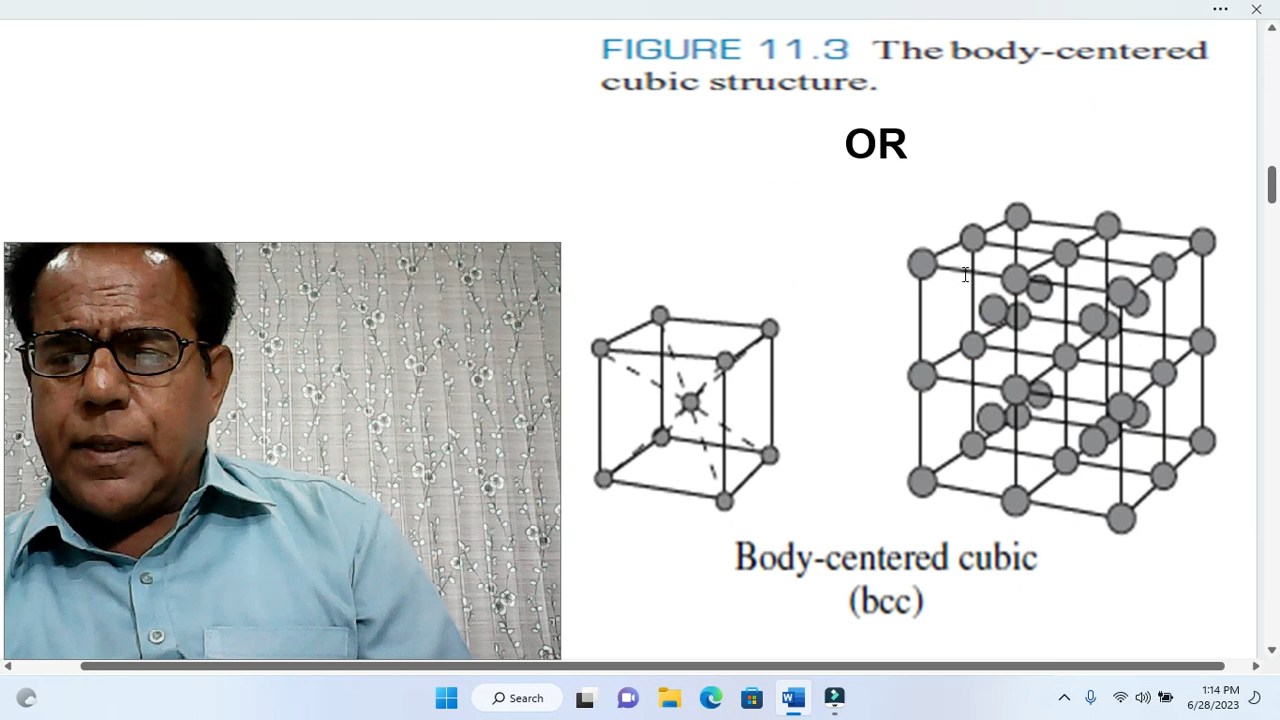 FIGURE 11.3 The body-centered
cubic structure.
OR
Body-centered cubic
(bcc)
Search
1:14 PM
6/28/2023